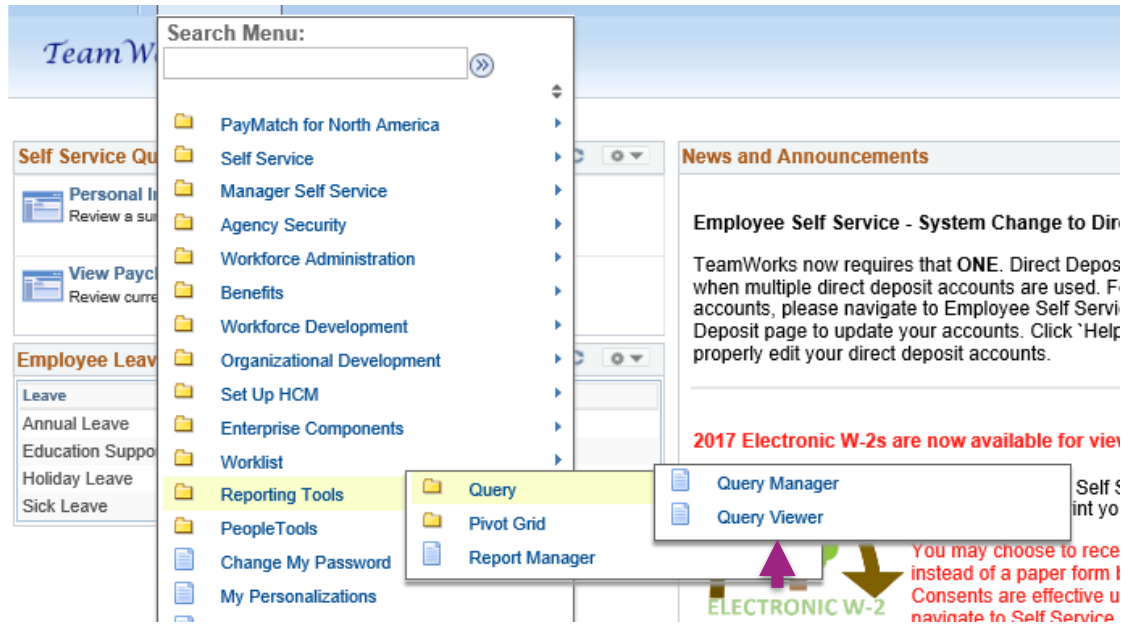 TeamW
Search Menu:
PayMatch for North America
Self Service
Manager Self Service
Agency Security
Workforce Administration
Benefits
Workforce Development
Organizational Development
Set Up HCM
Enterprise Components
Worklist
Reporting Tools
PeopleTools
Change My Password
My Personalizations
Query
Pivot Grid
Report Manager
Query Manager
Query Viewer
Self Service Qu
Personal I
Review a su
View Payc
Review curre
Employee Leav
Leave
Annual Leave
Education Suppo
Holiday Leave
Sick Leave
News and Announcements
Employee Self Service - System Change to Dir
TeamWorks now requires that ONE. Direct Depos
when multiple direct deposit accounts are used. F
accounts, please navigate to Employee Self Servi
Deposit page to update your accounts. Click `Help
properly edit your direct deposit accounts.
2017 Electronic W-2s are now available for view
Self S
int yo
You may choose to rece
instead of a paper form
Consents are effective u
navigate to Self Service
ELECTRONIC W-2